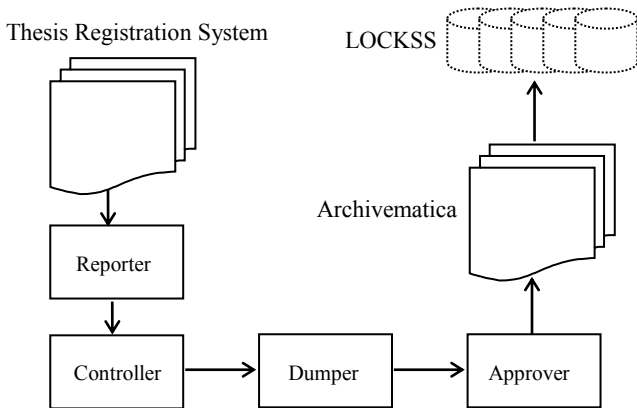 Thesis Registration System
LOCKSS
Archivematica
Reporter
Controller
Dumper
Approver